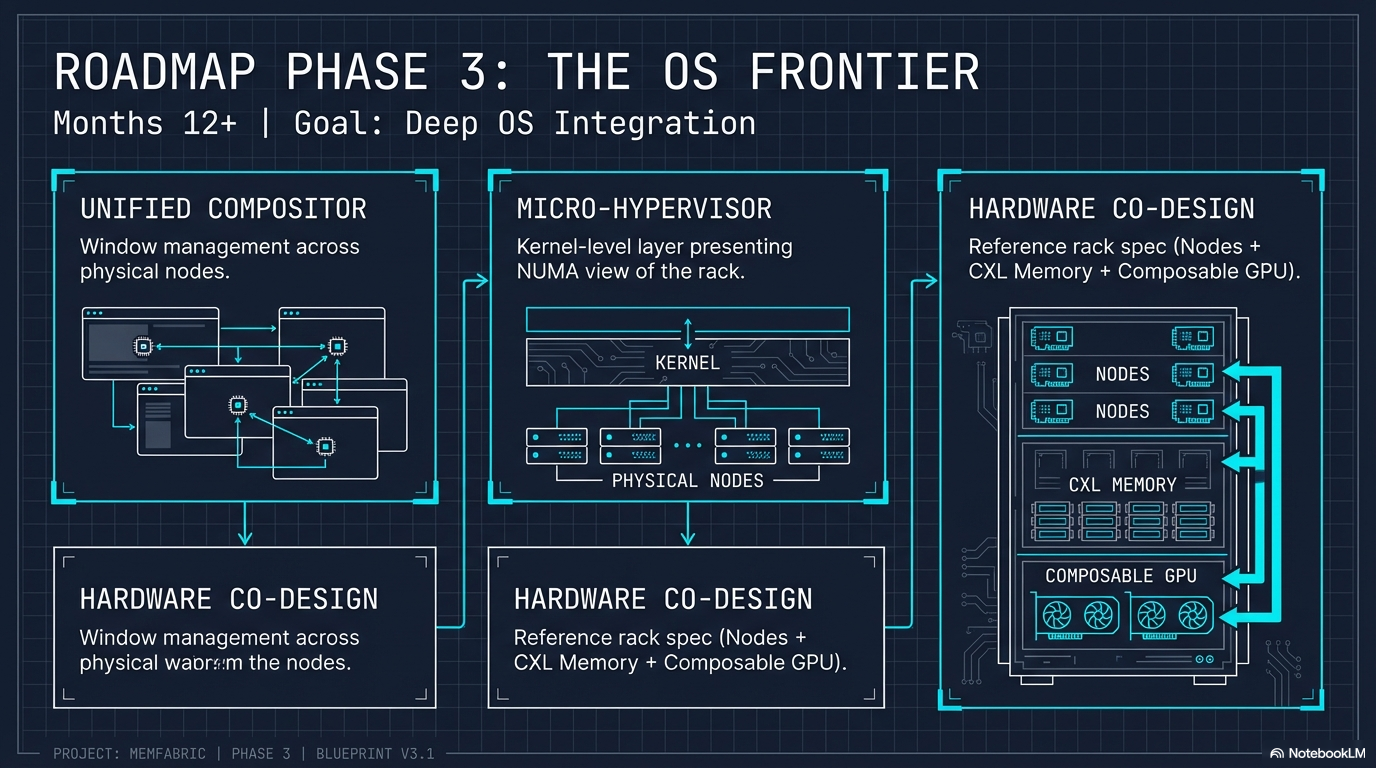 ROADMAP PHASE 3: THE OS FRONTIER
Months 12+ | Goal: Deep OS Integration
UNIFIED COMPOSITOR
Window management across
physical nodes.
HARDWARE CO-DESIGN
Window management across
physical the nodes.
MICRO-HYPERVISOR
Kernel-level layer presenting
NUMA view of the rack.
KERNEL
PHYSICAL NODES
HARDWARE CO-DESIGN
Reference rack spec (Nodes +
CXL Memory + Composable GPU).
HARDWARE CO-DESIGN
Reference rack spec (Nodes +
CXL Memory + Composable GPU).
NODES
NODES
CXL MEMORY
COMPOSABLE GPU
PROJECT: MEMFABRIC | PHASE 3 | BLUEPRINT V3.1
NotebookLM